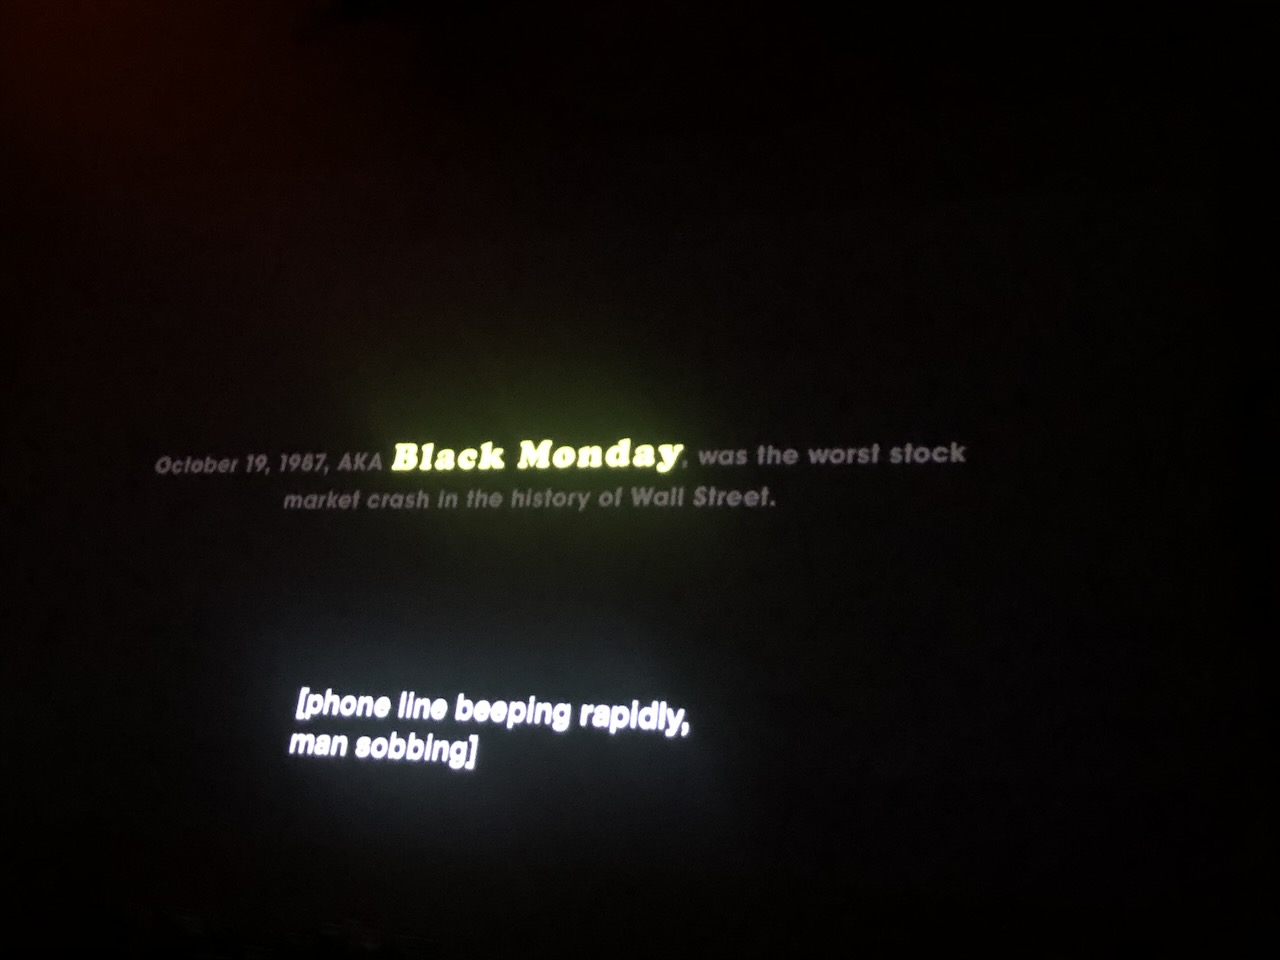 October 19, 1987, AKA Black Monday, was the worst stock
market crash in the history of Wall Street.
[phone line beeping rapidly,
man sobbing]